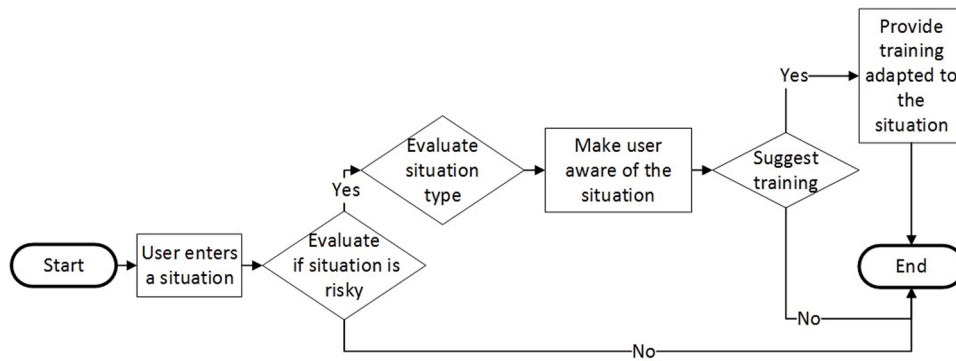 Start
User enters
a situation
Evaluate
if situation is
risky
Yes
Evaluate
situation
type
Make user
aware of the
situation
Suggest
training
Yes
Provide
training
adapted to
the
situation
No
No
End